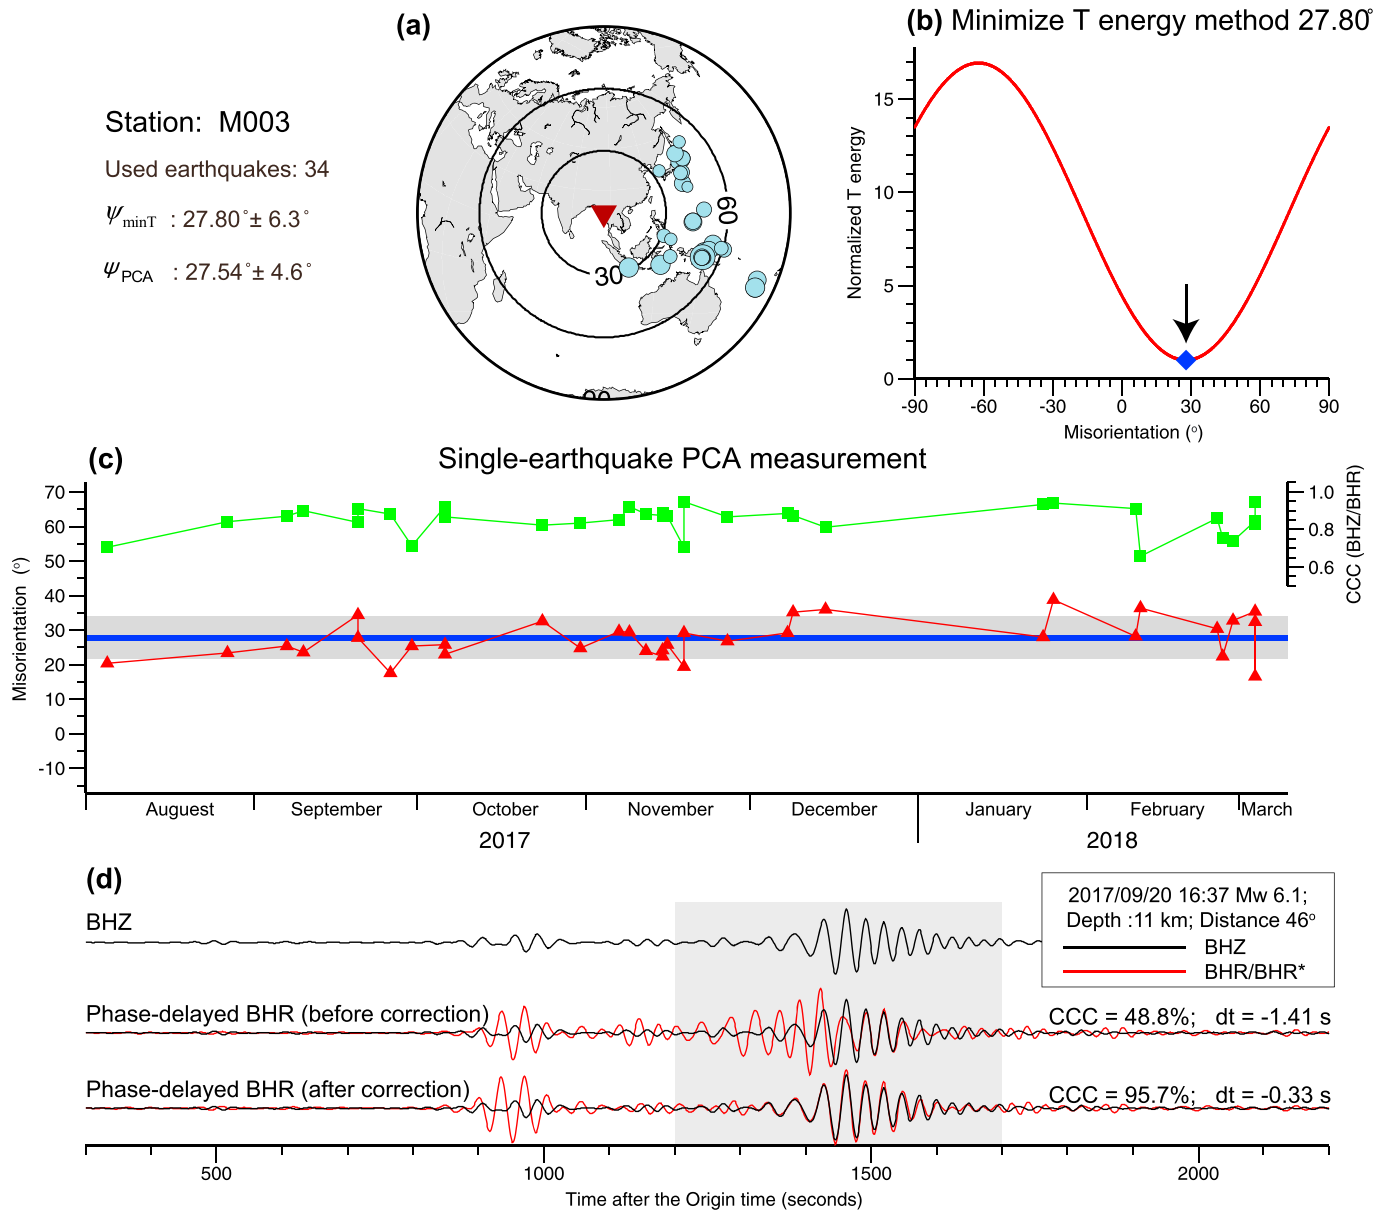 (a)
(b) Minimize T energy method 27.80°
Station: M003
Used earthquakes: 34
ψminT : 27.80°± 6.3°
ψPCA : 27.54°± 4.6°
30
60
90
Normalized T energy
15
10
5
0
-90
-60
-30
0
30
60
90
Misorientation (o)
(c)
Single-earthquake PCA measurement
Misorientation (o)
70
60
50
40
30
20
10
0
-10
1.0
0.8
0.6
CCC (BHZ/BHR)
August
September
October
November
December
January
February
March
2017
2018
(d)
2017/09/20 16:37 Mw 6.1;
Depth :11 km; Distance 46o
BHZ
BHR/BHR*
BHZ
Phase-delayed BHR (before correction)
CCC = 48.8%; dt = -1.41 s
Phase-delayed BHR (after correction)
CCC = 95.7%; dt = -0.33 s
500
1000
1500
2000
Time after the Origin time (seconds)